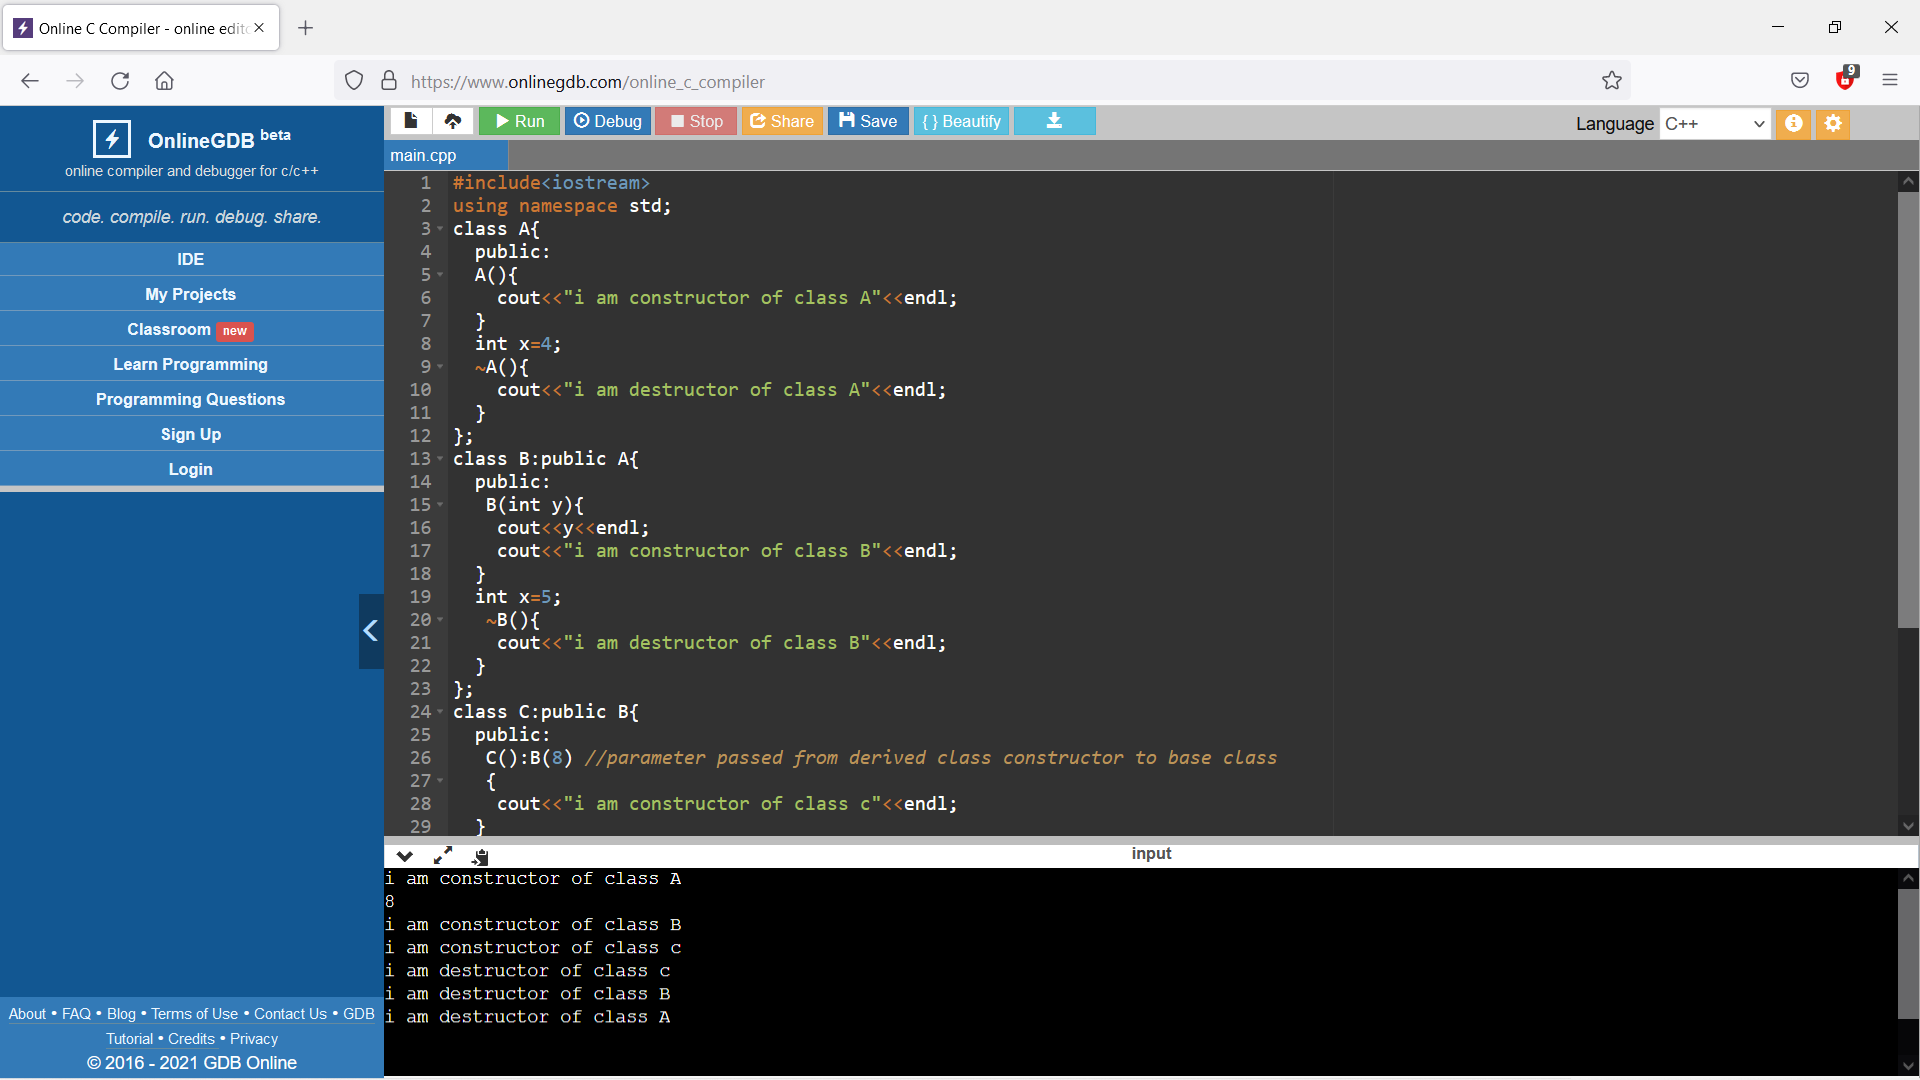 Online C Compiler - online edit
https://www.onlinegdb.com/online_c_compiler
9
OnlineGDB beta
online compiler and debugger for c/c++
code. compile. run. debug. share.
IDE
My Projects
Classroom new
Learn Programming
Programming Questions
Sign Up
Login
About • FAQ • Blog • Terms of Use • Contact Us • GDB
Tutorial • Credits • Privacy
© 2016 - 2021 GDB Online
Run Debug Stop Share Save { } Beautify
Language C++
main.cpp
1 #include<iostream>
2 using namespace std;
3 class A{
4 public:
5 A(){
6 cout<<"i am constructor of class A"<<endl;
7 }
8 int x=4;
9 ~A(){
10 cout<<"i am destructor of class A"<<endl;
11 }
12 };
13 class B:public A{
14 public:
15 B(int y){
16 cout<<y<<endl;
17 cout<<"i am constructor of class B"<<endl;
18 }
19 int x=5;
20 ~B(){
21 cout<<"i am destructor of class B"<<endl;
22 }
23 };
24 class C:public B{
25 public:
26 C():B(8) //parameter passed from derived class constructor to base class
27 {
28 cout<<"i am constructor of class c"<<endl;
29 }
input
i am constructor of class A
8
i am constructor of class B
i am constructor of class c
i am destructor of class c
i am destructor of class B
i am destructor of class A